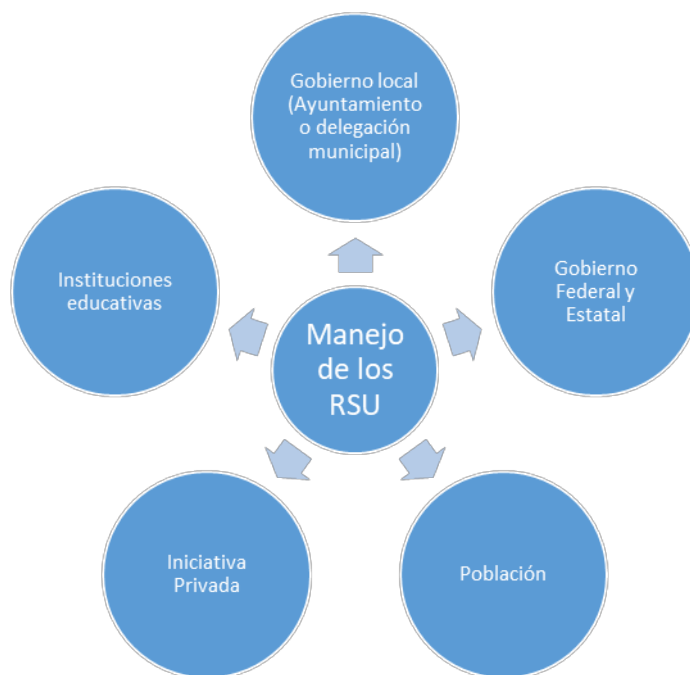 Gobierno local
(Ayuntamiento
o delegación
municipal)
Instituciones
educativas
Gobierno
Federal y
Estatal
Manejo
de los
RSU
Iniciativa
Privada
Población